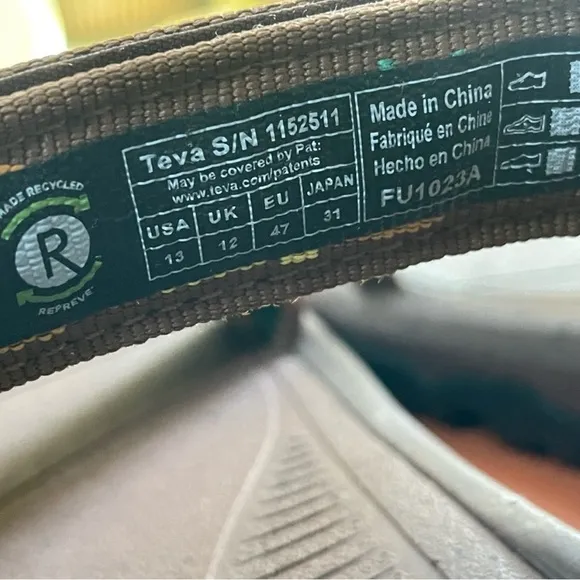 MADE RECYCLED
R
REPREVE
Teva S/N 1152511
May be covered by Pat:
www.teva.com/patents
USA UK EU JAPAN
13 12 47 31
Made in China
Fabriqué en Chine
Hecho en China
FU1023A